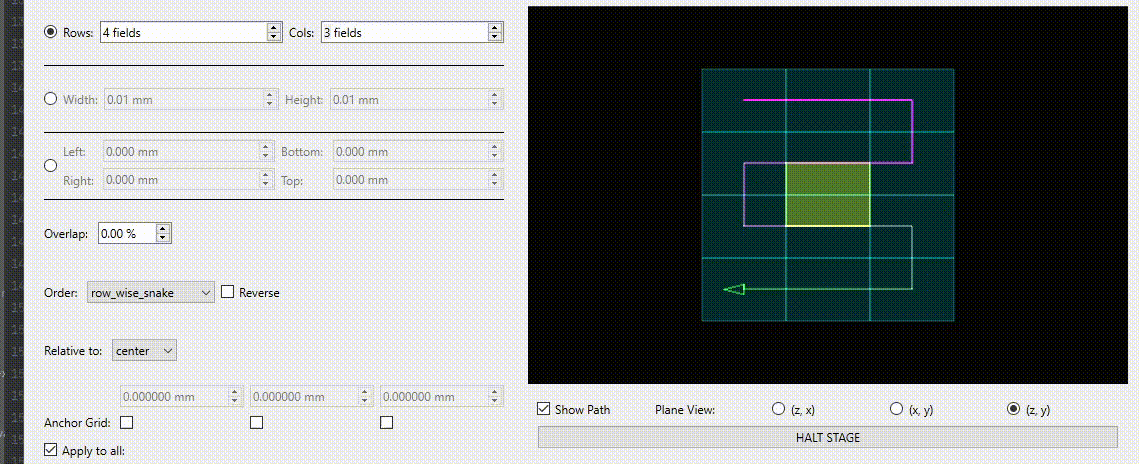 Rows: 4 fields Cols: 3 fields
Width: 0.01 mm Height: 0.01 mm
Left: 0.000 mm Bottom: 0.000 mm
Right: 0.000 mm Top: 0.000 mm
Overlap: 0.00 %
Order: row_wise_snake Reverse
Relative to: center
0.000000 mm 0.000000 mm 0.000000 mm
Anchor Grid:
Apply to all:
Show Path Plane View: (z, x) (x, y) (z, y)
HALT STAGE